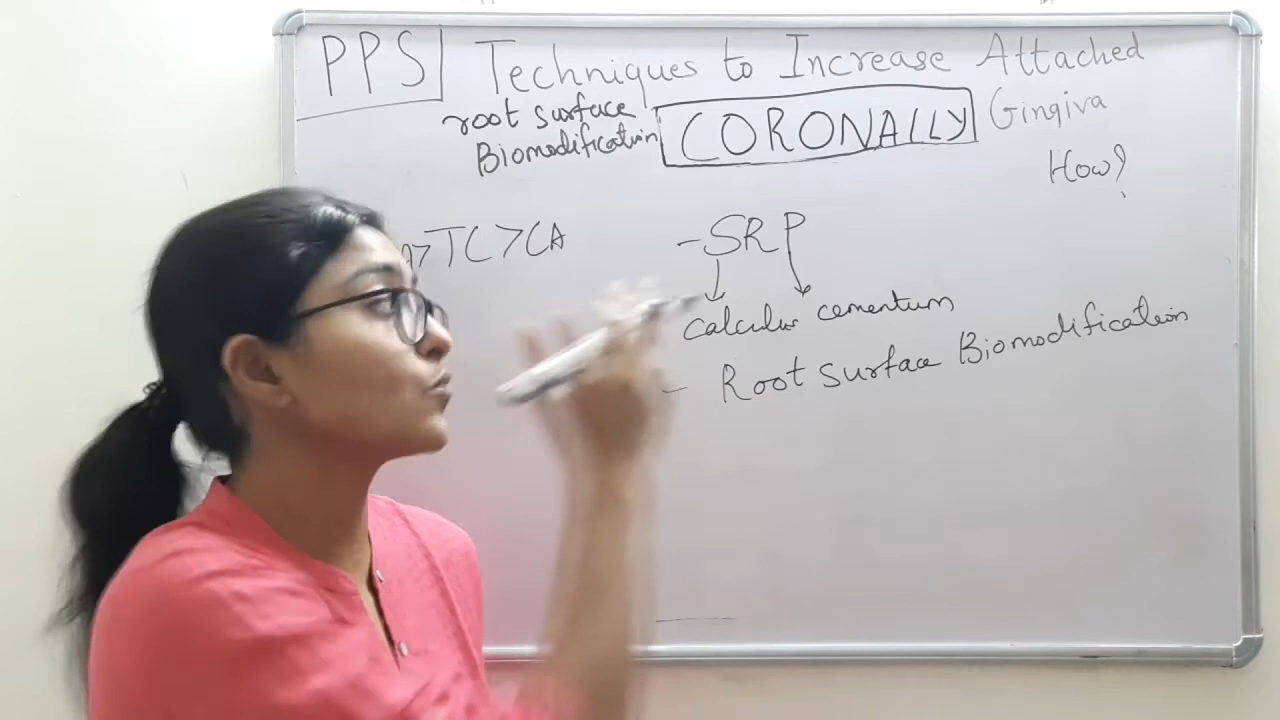 PPS Techniques to Increase Attached
root surface CORONALLY Gingiva
Biomodification
How?
>TC>CA
- SRP
calculus cementum
- Root surface Biomodification